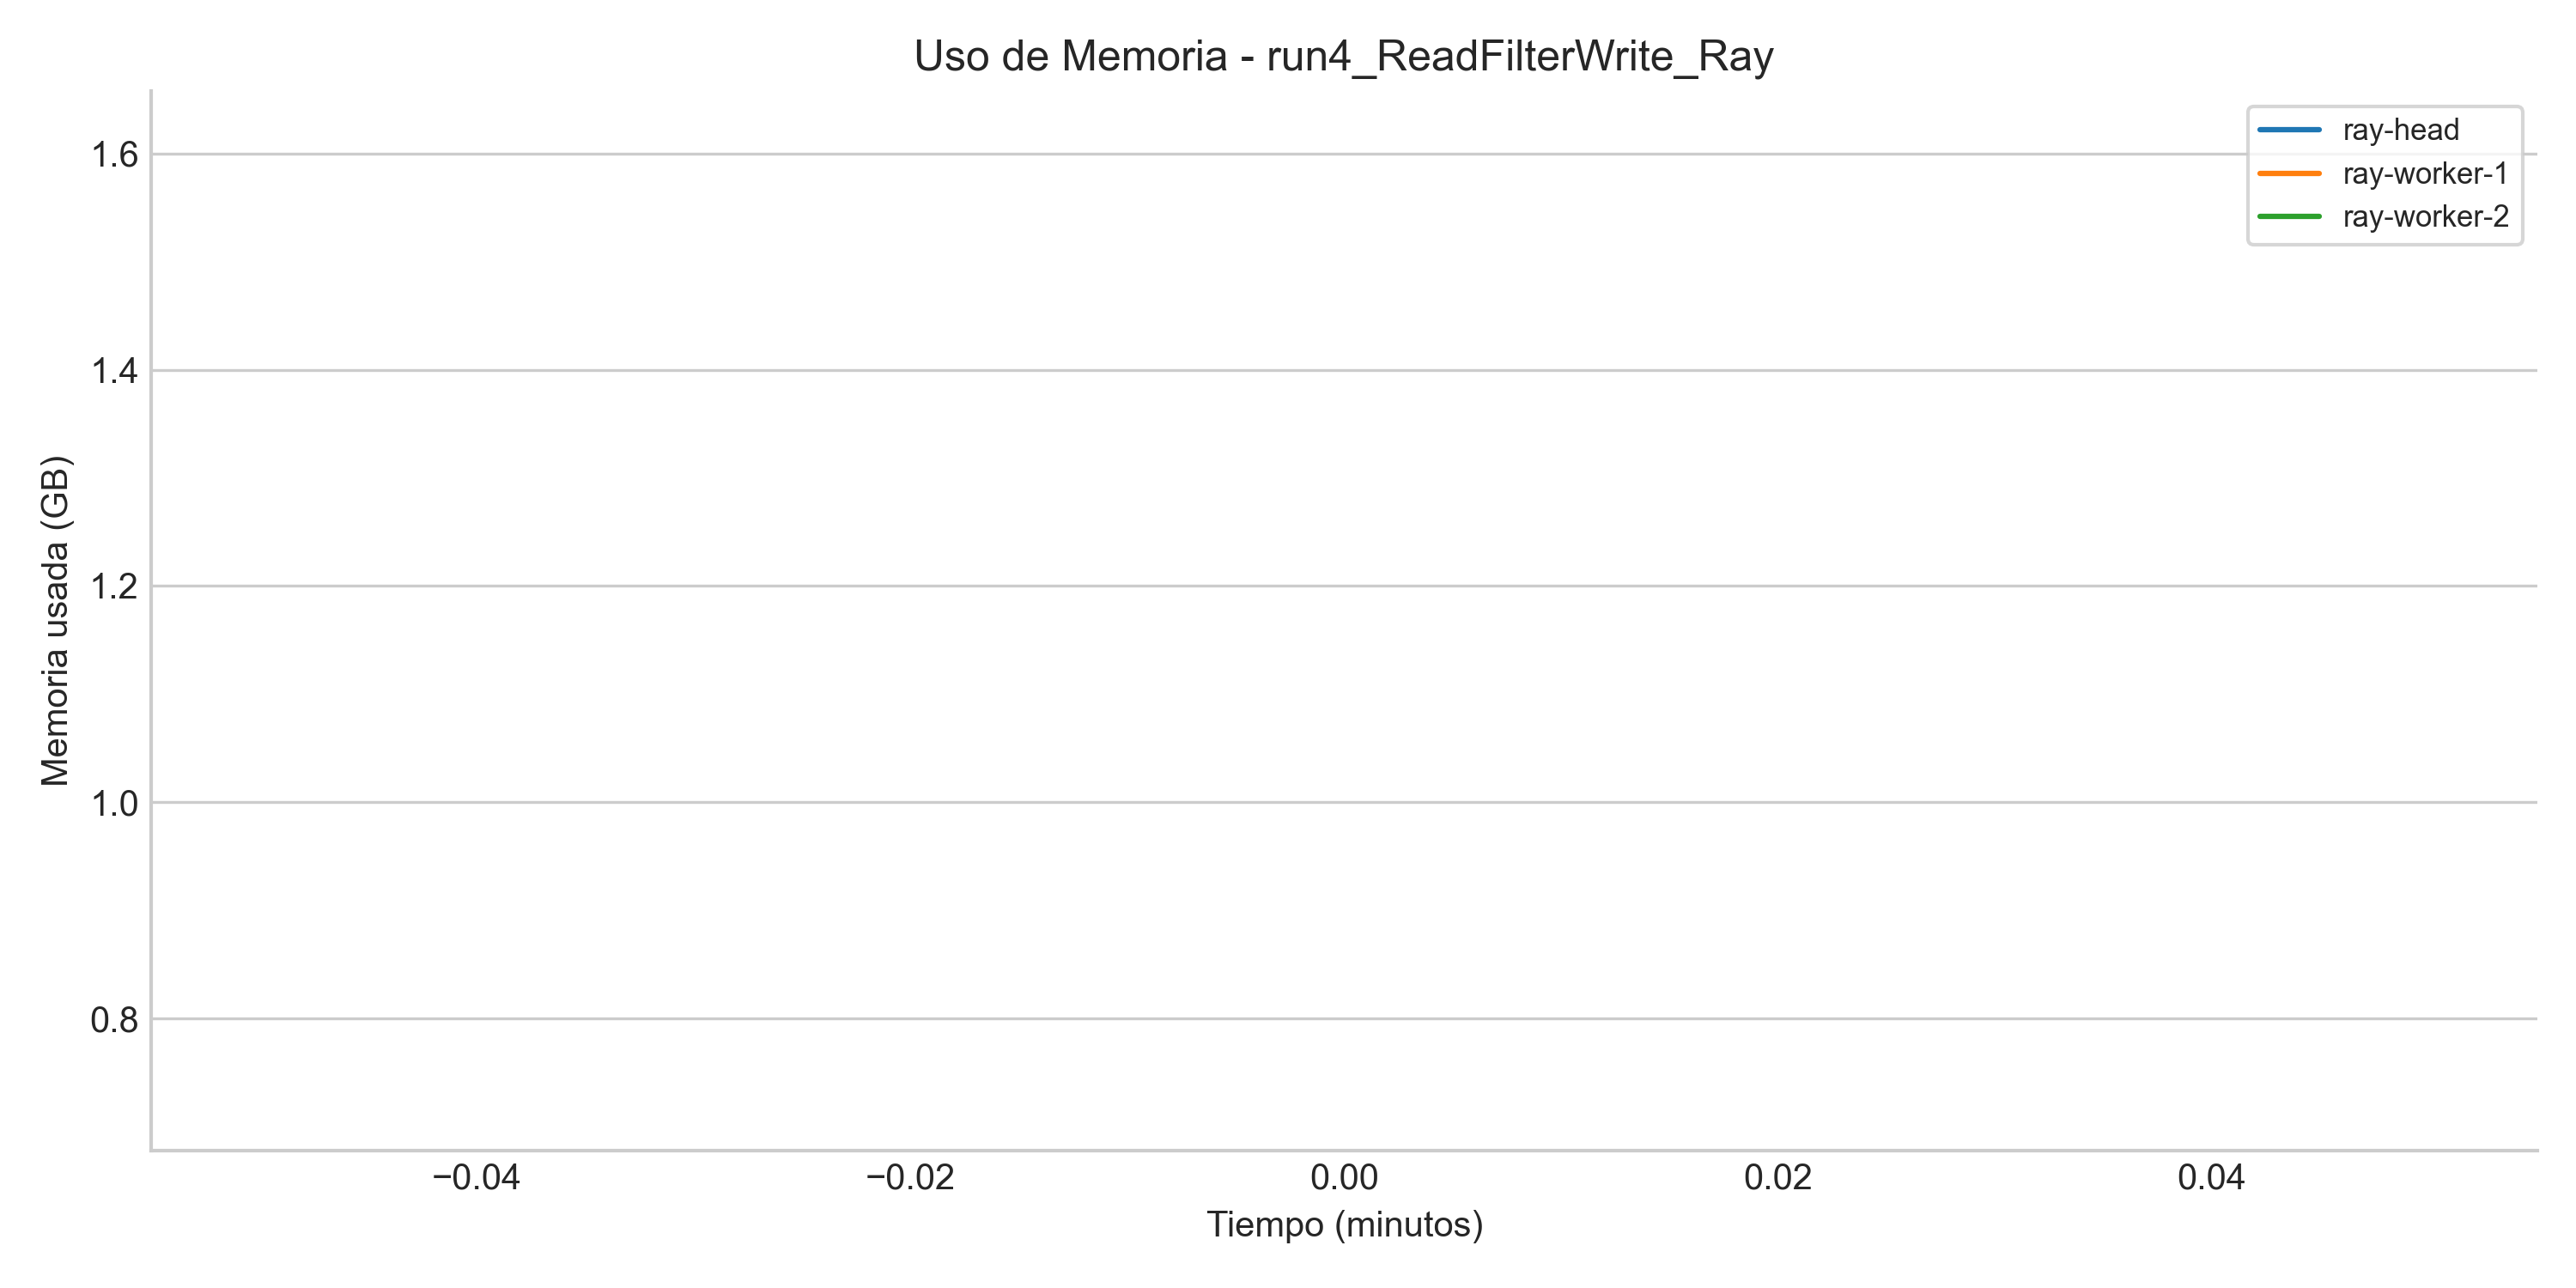 Uso de Memoria - run4_ReadFilterWrite_Ray
ray-head
ray-worker-1
ray-worker-2
Memoria usada (GB)
1.6
1.4
1.2
1.0
0.8
−0.04
−0.02
0.00
0.02
0.04
Tiempo (minutos)